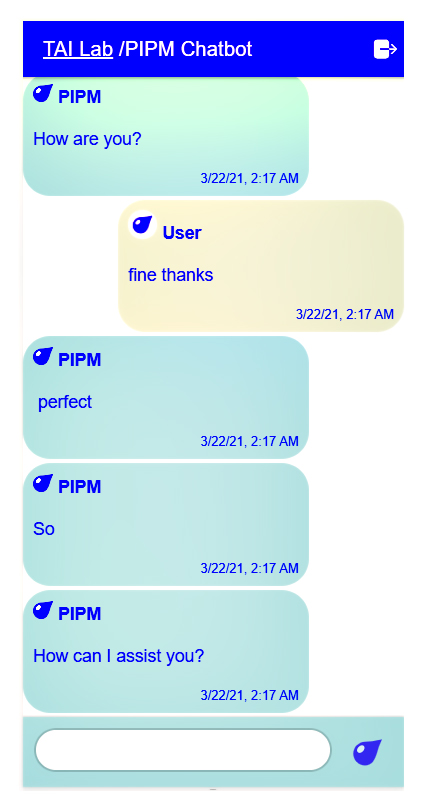 TAI Lab /PIPM Chatbot
PIPM
How are you?
3/22/21, 2:17 AM
User
fine thanks
3/22/21, 2:17 AM
PIPM
perfect
3/22/21, 2:17 AM
PIPM
So
3/22/21, 2:17 AM
PIPM
How can I assist you?
3/22/21, 2:17 AM